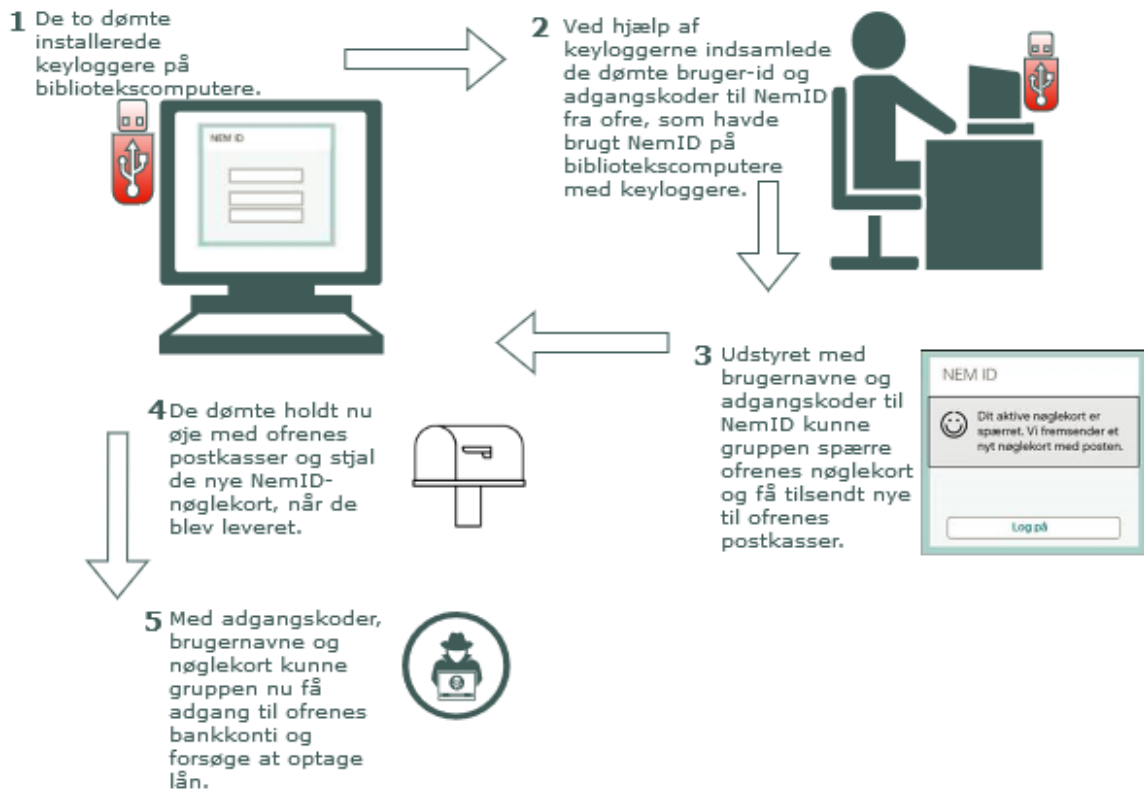 1 De to dømte
installerede
keyloggere på
bibliotekscomputere.
NEM ID
2 Ved hjælp af
keyloggerne indsamlede
de dømte bruger-id og
adgangskoder til NemID
fra ofre, som havde
brugt NemID på
bibliotekscomputere
med keyloggere.
3 Udstyret med
brugernavne og
adgangskoder til
NemID kunne
gruppen spærre
ofrenes nøglekort
og få tilsendt nye
til ofrenes
postkasser.
NEM ID
Dit aktive nøglekort er
spærret. Vi fremsender et
nyt nøglekort med posten.
Log på
4 De dømte holdt nu
øje med ofrenes
postkasser og stjal
de nye NemID-
nøglekort, når de
blev leveret.
5 Med adgangskoder,
brugernavne og
nøglekort kunne
gruppen nu få
adgang til ofrenes
bankkonti og
forsøge at optage
lån.